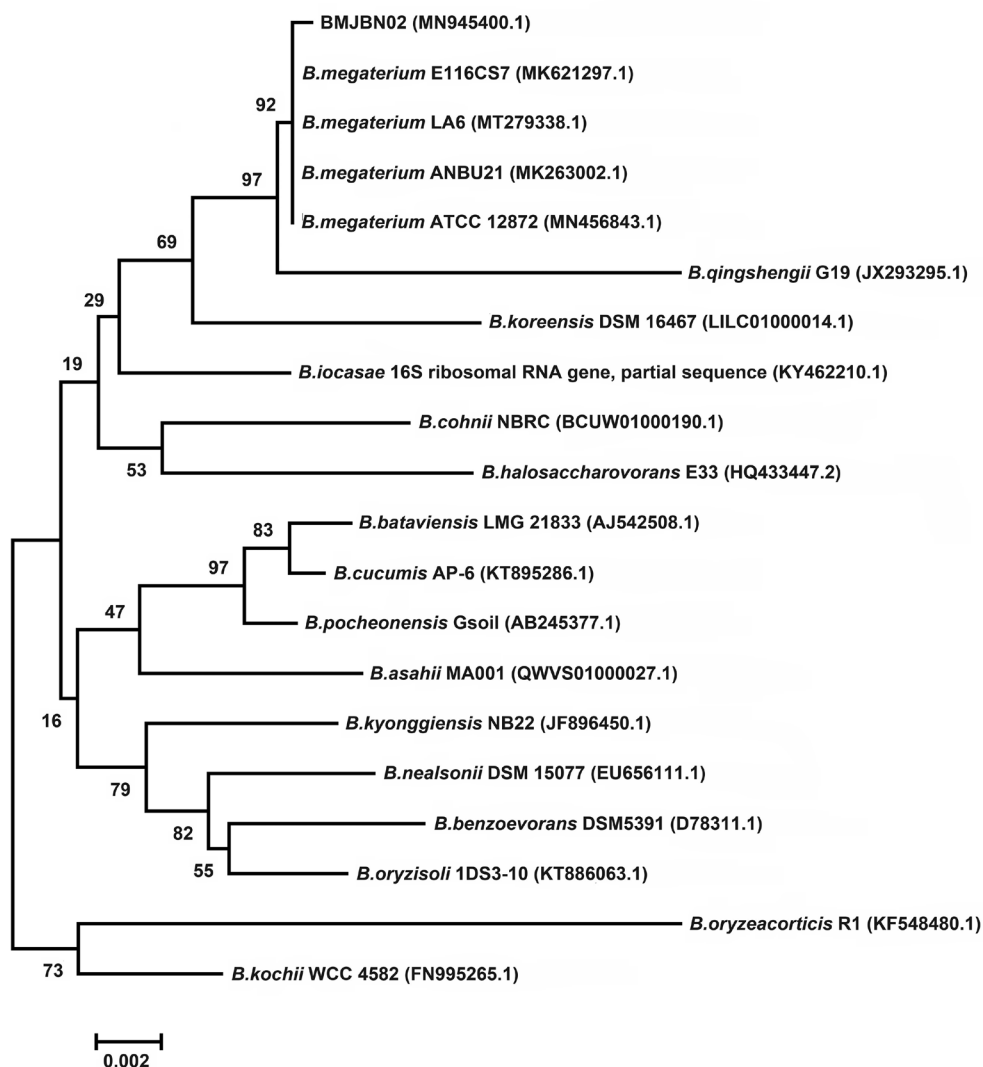 BMJBN02 (MN945400.1)
B.megaterium E116CS7 (MK621297.1)
92
B.megaterium LA6 (MT279338.1)
B.megaterium ANBU21 (MK263002.1)
97
B.megaterium ATCC 12872 (MN456843.1)
69
B.qingshengii G19 (JX293295.1)
29
B.koreensis DSM 16467 (LILC01000014.1)
19
B.iocasae 16S ribosomal RNA gene, partial sequence (KY462210.1)
B.cohnii NBRC (BCUW01000190.1)
53
B.halosaccharovorans E33 (HQ433447.2)
B.bataviensis LMG 21833 (AJ542508.1)
83
97
B.cucumis AP-6 (KT895286.1)
47
B.pocheonensis Gsoil (AB245377.1)
B.asahii MA001 (QWVS01000027.1)
16
B.kyonggiensis NB22 (JF896450.1)
79
B.nealsonii DSM 15077 (EU656111.1)
82
B.benzoevorans DSM5391 (D78311.1)
55
B.oryzisoli 1DS3-10 (KT886063.1)
B.oryzeacorticis R1 (KF548480.1)
73
B.kochii WCC 4582 (FN995265.1)
0.002